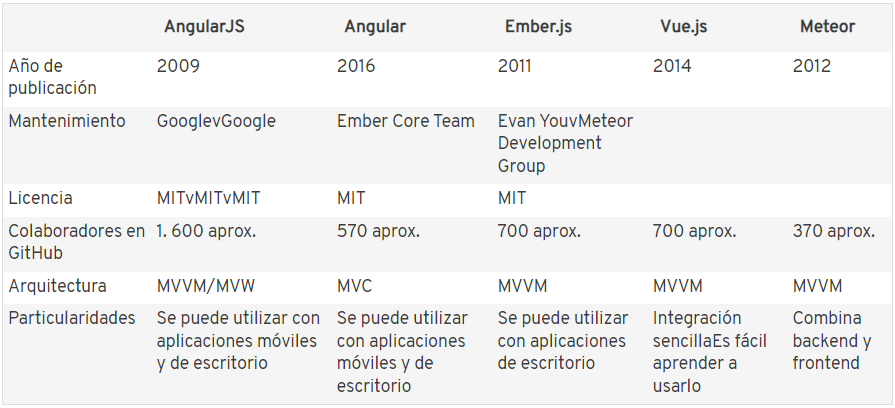 AngularJS Angular Ember.js Vue.js Meteor
Año de publicación 2009 2016 2011 2014 2012
Mantenimiento GooglevGoogle Ember Core Team Evan YouvMeteor Development Group
Licencia MITvMITvMIT MIT MIT
Colaboradores en GitHub 1. 600 aprox. 570 aprox. 700 aprox. 700 aprox. 370 aprox.
Arquitectura MVVM/MVW MVC MVVM MVVM MVVM
Particularidades Se puede utilizar con aplicaciones móviles y de escritorio Se puede utilizar con aplicaciones móviles y de escritorio Se puede utilizar con aplicaciones de escritorio Integración sencillaEs fácil aprender a usarlo Combina backend y frontend